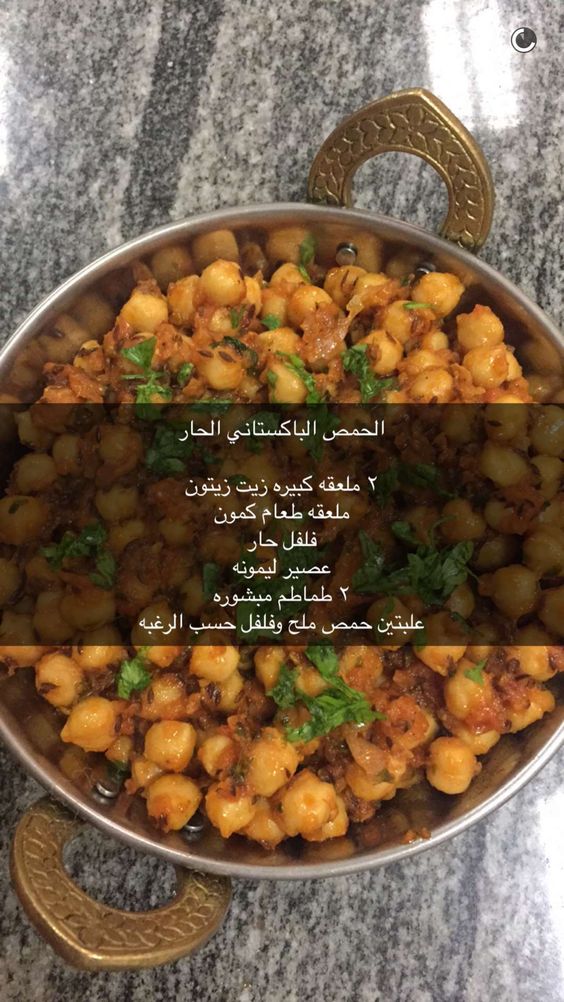 الحمص الباكستاني الحار
٢ ملعقه كبيره زيت زيتون
ملعقه طعام كمون
فلفل حار
عصير ليمونه
٢ طماطم مبشوره
علبتين حمص ملح وفلفل حسب الرغبه